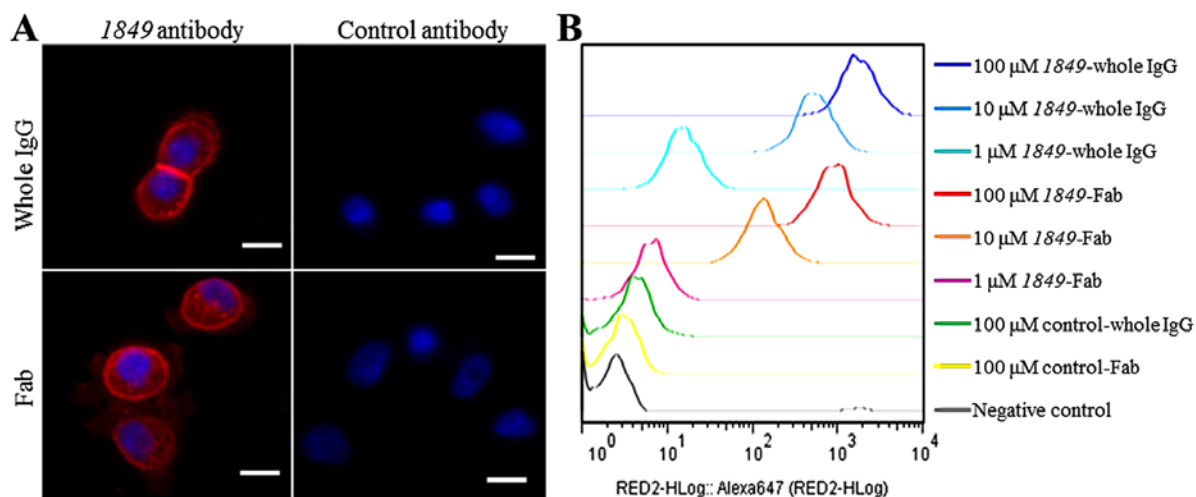 A
1849 antibody
Control antibody
Whole IgG
Fab
B
100 µM 1849-whole IgG
10 µM 1849-whole IgG
1 µM 1849-whole IgG
100 µM 1849-Fab
10 µM 1849-Fab
1 µM 1849-Fab
100 µM control-whole IgG
100 µM control-Fab
Negative control
10^0 10^1 10^2 10^3 10^4
RED2-HLog:: Alexa647 (RED2-HLog)